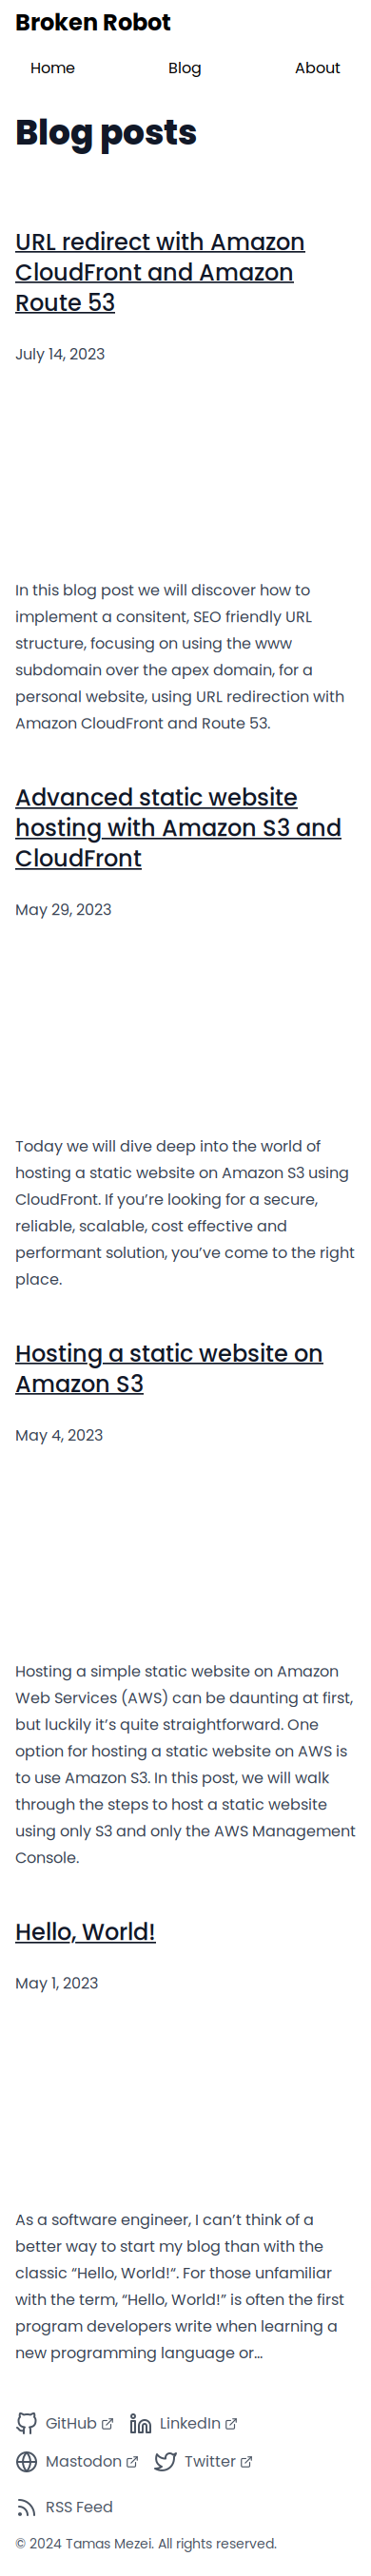 Broken Robot
Home
Blog
About
Blog posts
URL redirect with Amazon
CloudFront and Amazon
Route 53
July 14, 2023
In this blog post we will discover how to
implement a consitent, SEO friendly URL
structure, focusing on using the www
subdomain over the apex domain, for a
personal website, using URL redirection with
Amazon CloudFront and Route 53.
Advanced static website
hosting with Amazon S3 and
CloudFront
May 29, 2023
Today we will dive deep into the world of
hosting a static website on Amazon S3 using
CloudFront. If you’re looking for a secure,
reliable, scalable, cost effective and
performant solution, you’ve come to the right
place.
Hosting a static website on
Amazon S3
May 4, 2023
Hosting a simple static website on Amazon
Web Services (AWS) can be daunting at first,
but luckily it’s quite straightforward. One
option for hosting a static website on AWS is
to use Amazon S3. In this post, we will walk
through the steps to host a static website
using only S3 and only the AWS Management
Console.
Hello, World!
May 1, 2023
As a software engineer, I can’t think of a
better way to start my blog than with the
classic “Hello, World!“. For those unfamiliar
with the term, “Hello, World!” is often the first
program developers write when learning a
new programming language or...
GitHub
LinkedIn
Mastodon
Twitter
RSS Feed
© 2024 Tamas Mezei. All rights reserved.